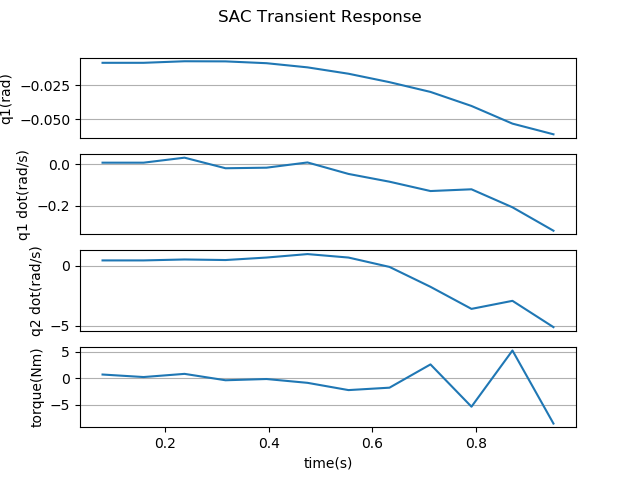 SAC Transient Response
q1(rad)
−0.025
−0.050
q1 dot(rad/s)
0.0
−0.2
q2 dot(rad/s)
0
−5
torque(Nm)
5
0
−5
0.2 0.4 0.6 0.8
time(s)